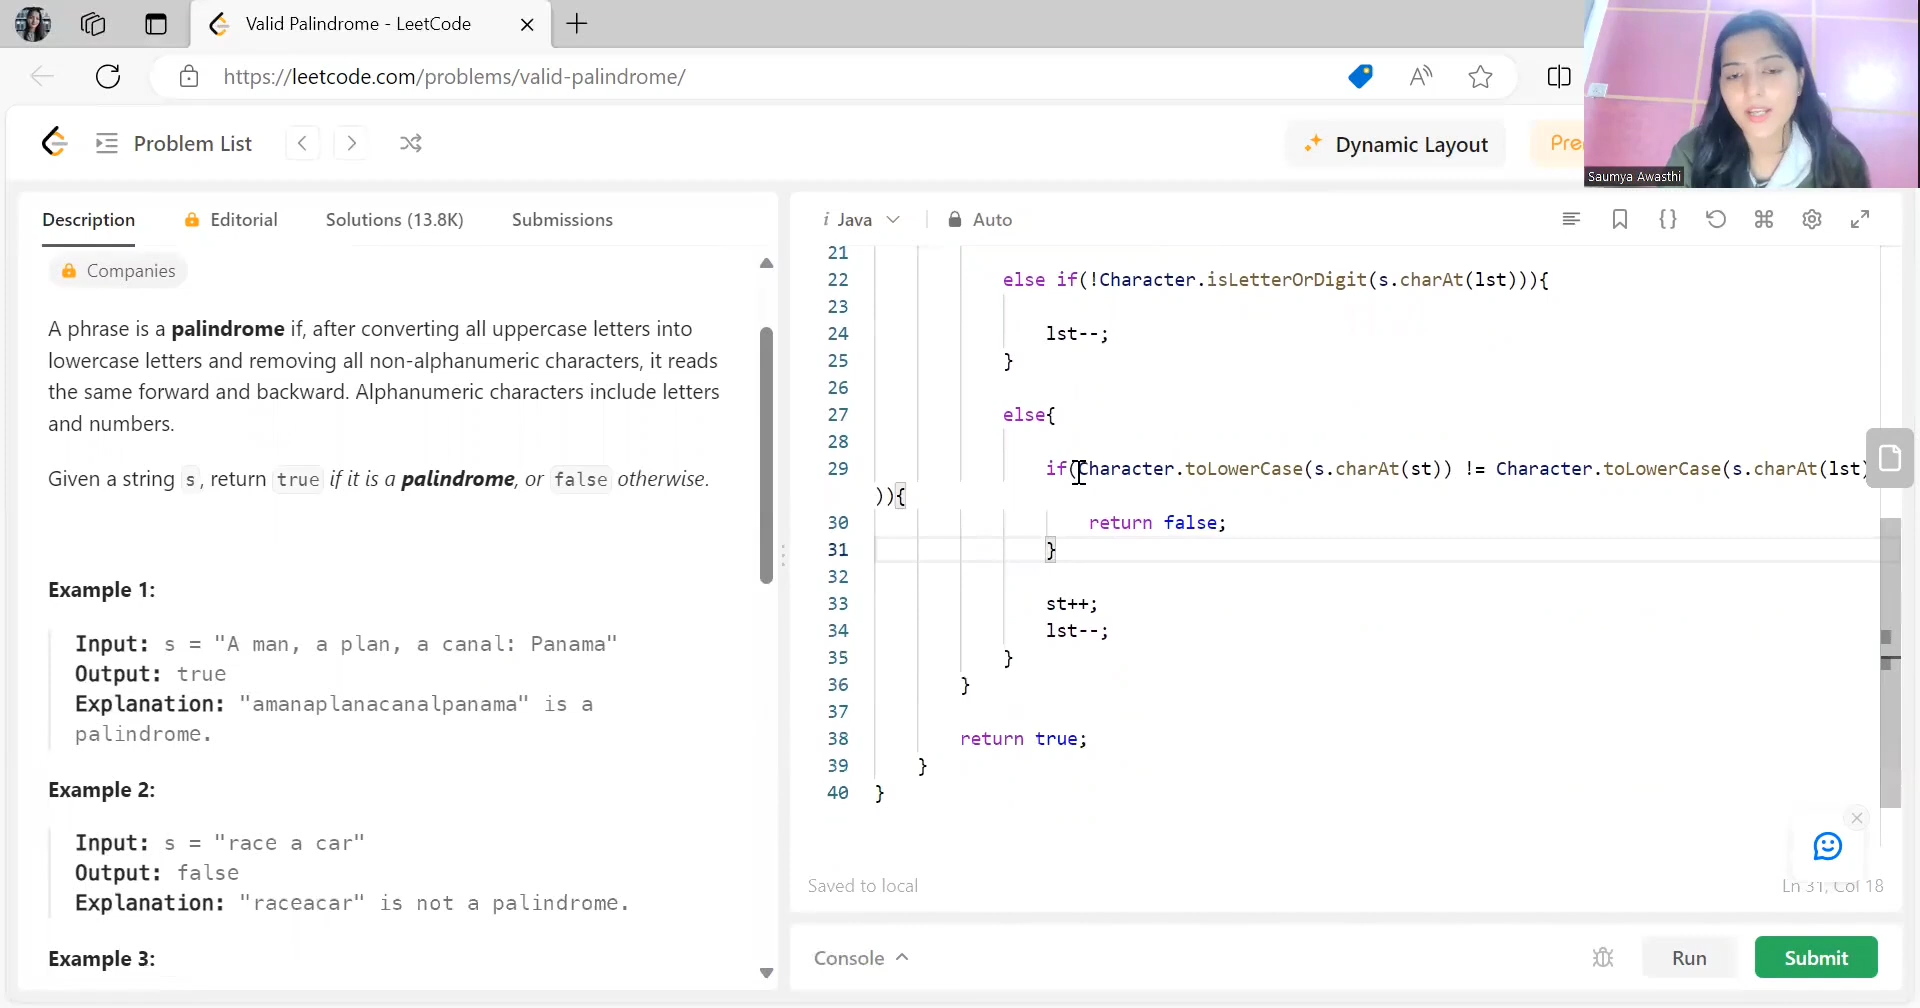 Valid Palindrome - LeetCode
https://leetcode.com/problems/valid-palindrome/
Problem List
Dynamic Layout
Saumya Awasthi
Description
Editorial
Solutions (13.8K)
Submissions
Companies
A phrase is a palindrome if, after converting all uppercase letters into
lowercase letters and removing all non-alphanumeric characters, it reads
the same forward and backward. Alphanumeric characters include letters
and numbers.
Given a string s, return true if it is a palindrome, or false otherwise.
Example 1:
Input: s = "A man, a plan, a canal: Panama"
Output: true
Explanation: "amanaplanacanalpanama" is a
palindrome.
Example 2:
Input: s = "race a car"
Output: false
Explanation: "raceacar" is not a palindrome.
Example 3:
i Java
Auto
21
22 else if(!Character.isLetterOrDigit(s.charAt(lst))){
23
24 lst--;
25 }
26
27 else{
28
29 if(Character.toLowerCase(s.charAt(st)) != Character.toLowerCase(s.charAt(lst)
)){
30 return false;
31 }
32
33 st++;
34 lst--;
35 }
36 }
37
38 return true;
39 }
40 }
Saved to local
Ln 31, Col 18
Console
Run
Submit